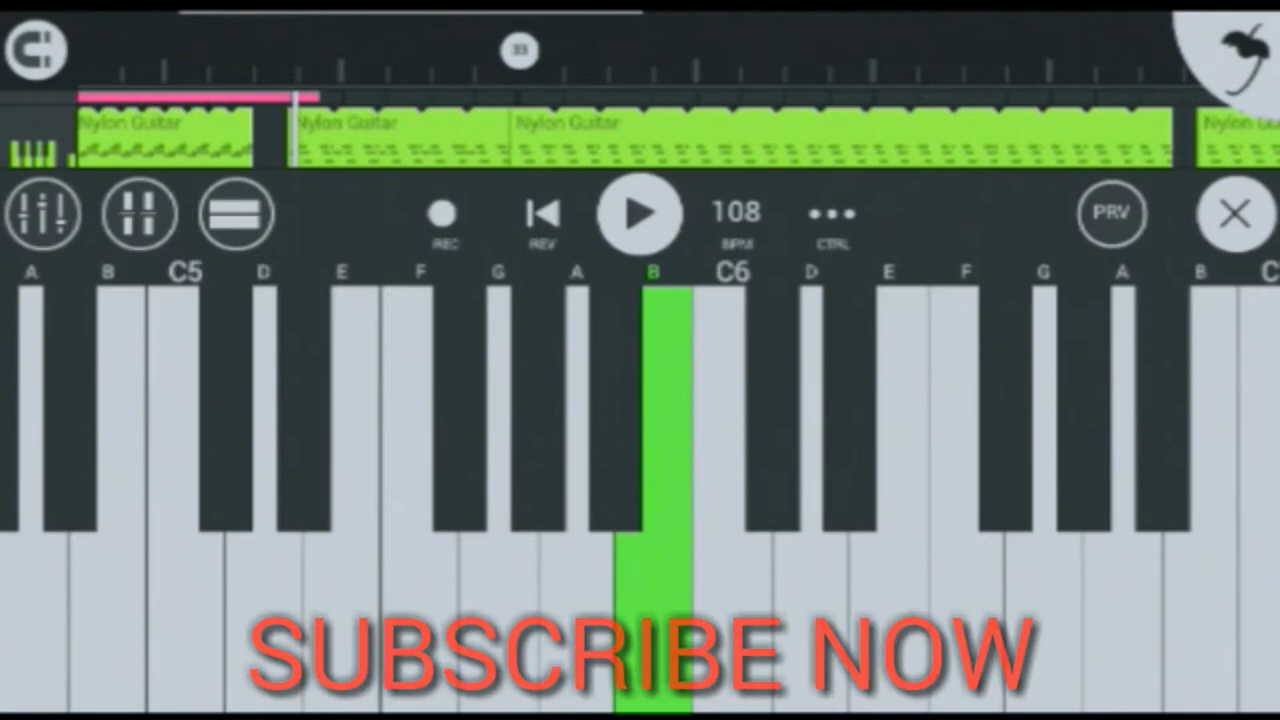 33
Nylon Guitar Nylon Guitar Nylon Guitar Nylon Gu
108 PRV
REC REV BPM CTRL
A B C5 D E F G A B C6 D E F G A B C
SUBSCRIBE NOW